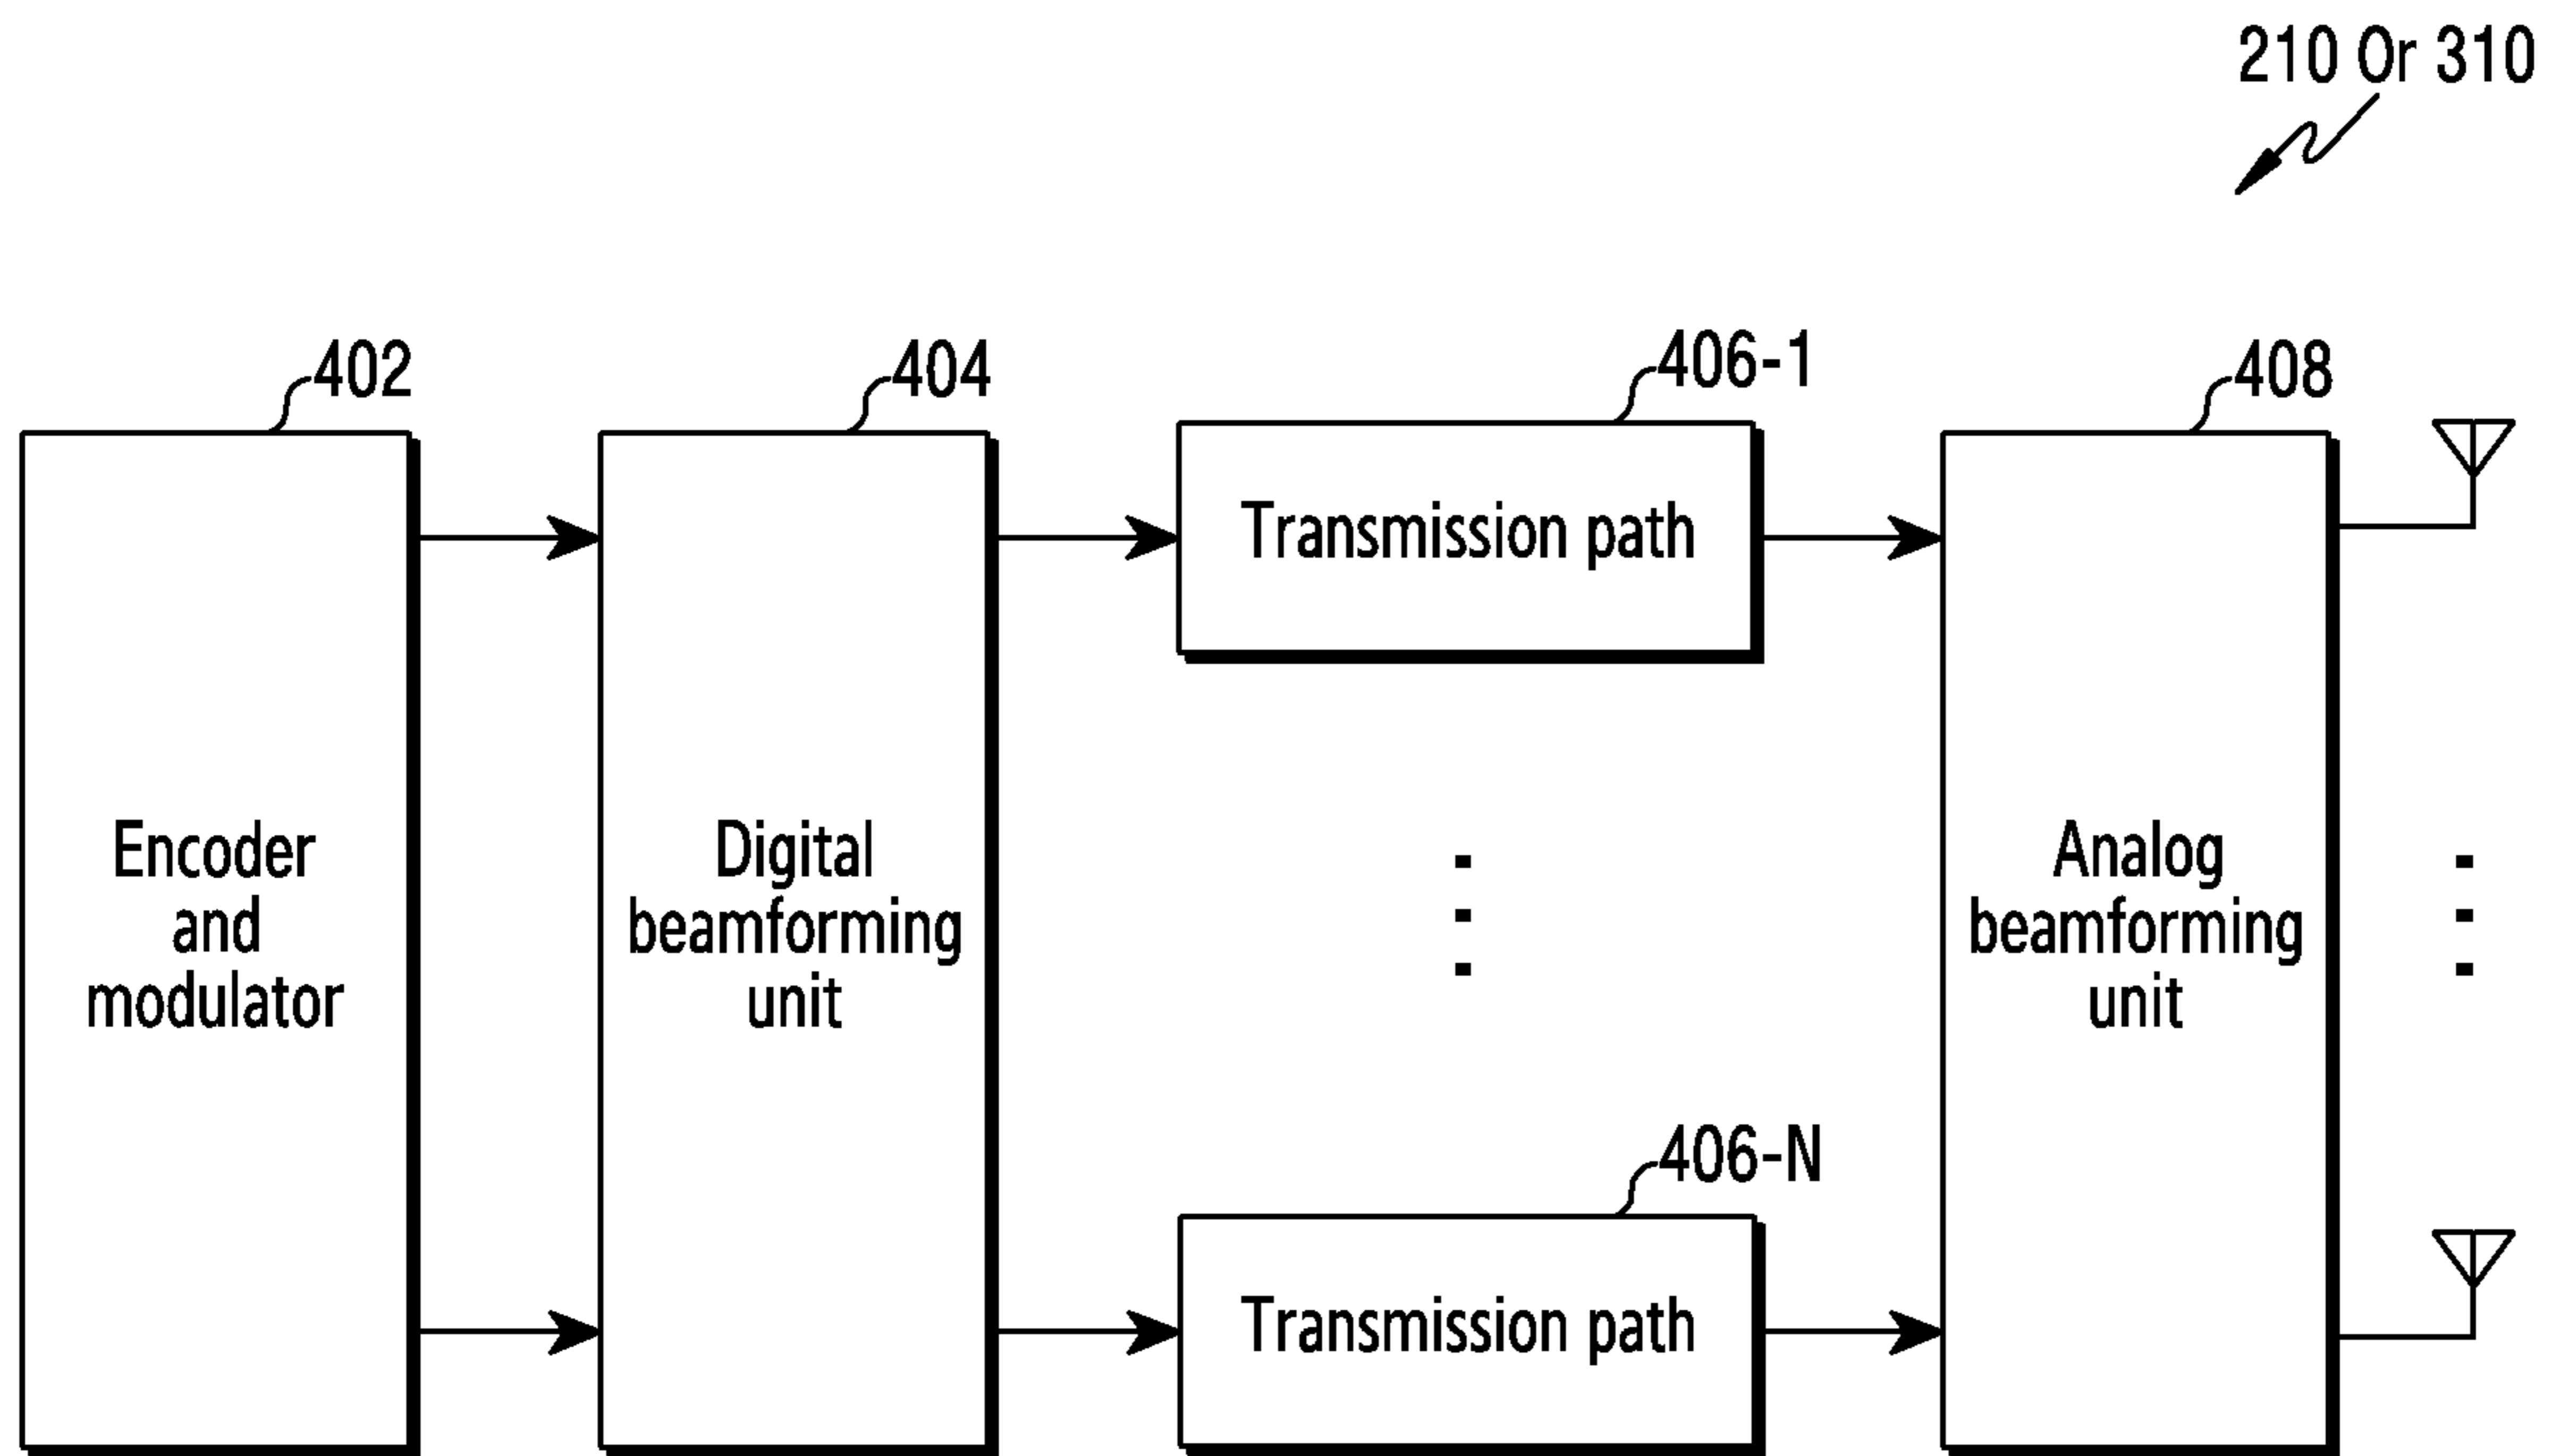 210 Or 310
402
404
406-1
408
Encoder
and
modulator
Digital
beamforming
unit
Transmission path
Analog
beamforming
unit
406-N
Transmission path